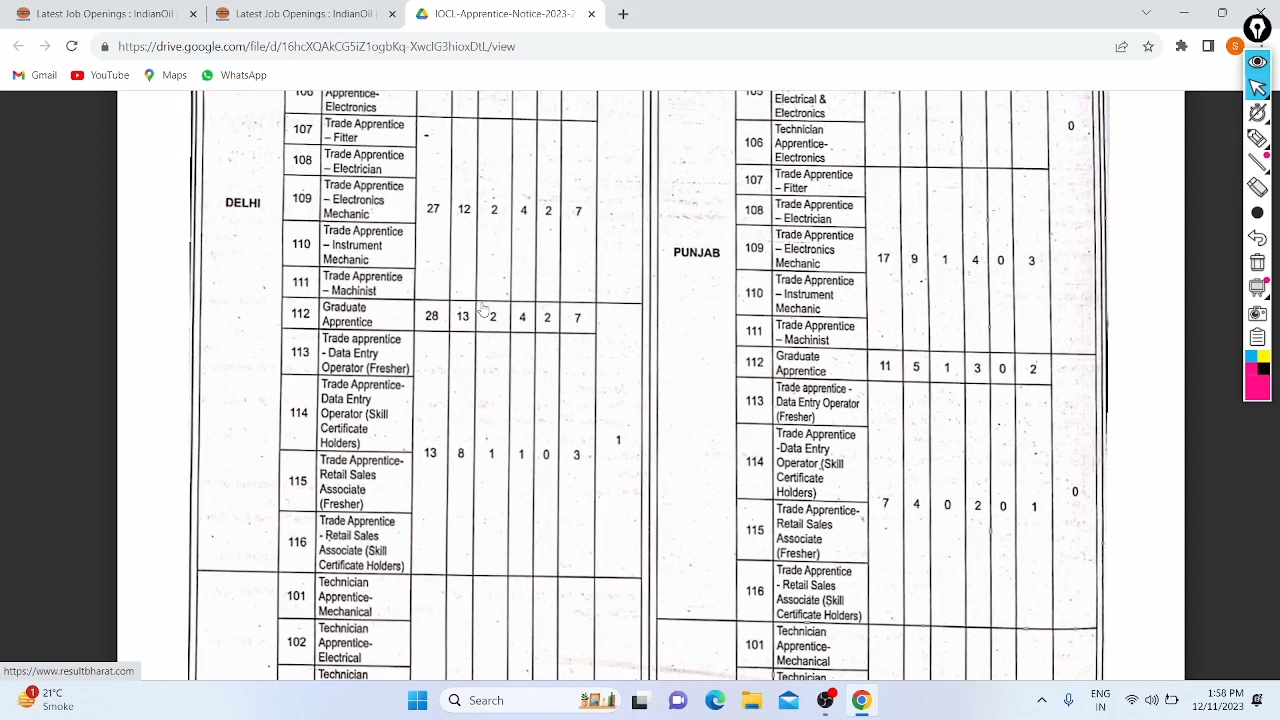 Latest Job Openings : IndianOil
Latest Job Openings : IndianOil
IOCL-Apprentice-Notice-2023-2
https://drive.google.com/file/d/16hcXQAkCG5IZ1ogbKq-XwclG3hioxDtL/view
S
Gmail
YouTube
Maps
WhatsApp
106
Apprentice-
Electronics
107
Trade Apprentice
– Fitter
-
108
Trade Apprentice
– Electrician
DELHI
109
Trade Apprentice
– Electronics
Mechanic
27 12 2 4 2 7
110
Trade Apprentice
– Instrument
Mechanic
111
Trade Apprentice
– Machinist
112
Graduate
Apprentice
28 13 2 4 2 7
113
Trade apprentice
- Data Entry
Operator (Fresher)
114
Trade Apprentice-
Data Entry
Operator (Skill
Certificate
Holders)
13 8 1 1 0 3
1
115
Trade Apprentice-
Retail Sales
Associate
(Fresher)
116
Trade Apprentice
- Retail Sales
Associate (Skill
Certificate Holders)
101
Technician
Apprentice-
Mechanical
102
Technician
Apprentice-
Electrical
Technician
105
Electrical &
Electronics
0
106
Technician
Apprentice-
Electronics
107
Trade Apprentice
– Fitter
108
Trade Apprentice
– Electrician
PUNJAB
109
Trade Apprentice
– Electronics
Mechanic
17 9 1 4 0 3
110
Trade Apprentice
– Instrument
Mechanic
111
Trade Apprentice
– Machinist
112
Graduate
Apprentice
11 5 1 3 0 2
113
Trade apprentice -
Data Entry Operator
(Fresher)
114
Trade Apprentice
-Data Entry
Operator (Skill
Certificate
Holders)
7 4 0 2 0 1
0
115
Trade Apprentice-
Retail Sales
Associate
(Fresher)
116
Trade Apprentice
- Retail Sales
Associate (Skill
Certificate Holders)
101
Technician
Apprentice-
Mechanical
Technician
https://www.resultbharat.com
1
21°C
Smoke
Search
ENG
IN
1:58 PM
12/11/2023